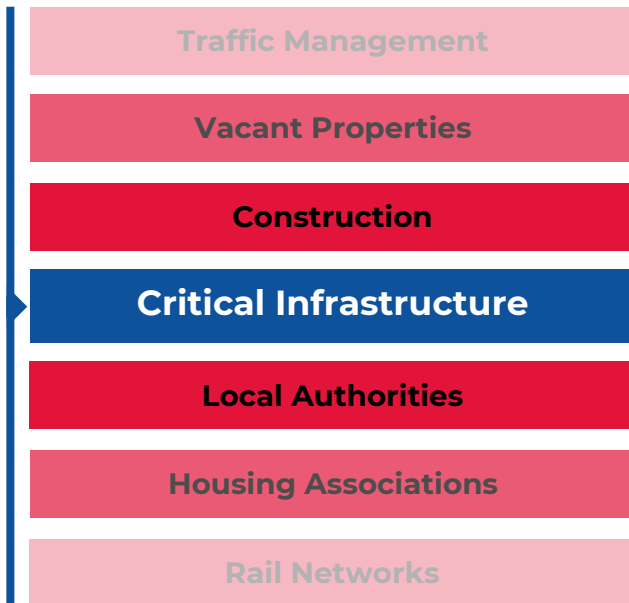 Traffic Management
Vacant Properties
Construction
Critical Infrastructure
Local Authorities
Housing Associations
Rail Networks